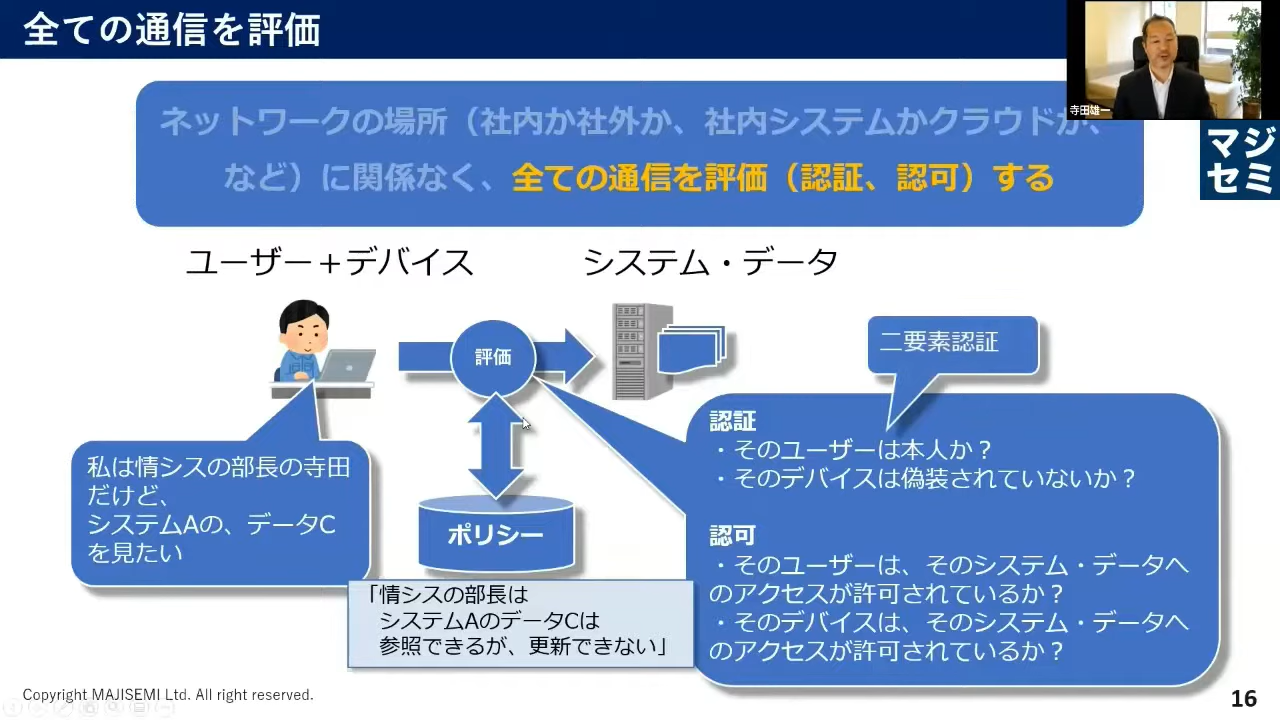 全ての通信を評価
寺田雄一
マジ
セミ
ネットワークの場所（社内か社外か、社内システムかクラウドか、
など）に関係なく、全ての通信を評価（認証、認可）する
ユーザー＋デバイス
システム・データ
評価
二要素認証
私は情シスの部長の寺田
だけど、
システムAの、データC
を見たい
ポリシー
「情シスの部長は
システムAのデータCは
参照できるが、更新できない」
認証
・そのユーザーは本人か？
・そのデバイスは偽装されていないか？
認可
・そのユーザーは、そのシステム・データへ
のアクセスが許可されているか？
・そのデバイスは、そのシステム・データへ
のアクセスが許可されているか？
Copyright MAJISEMI Ltd. All right reserved.
16